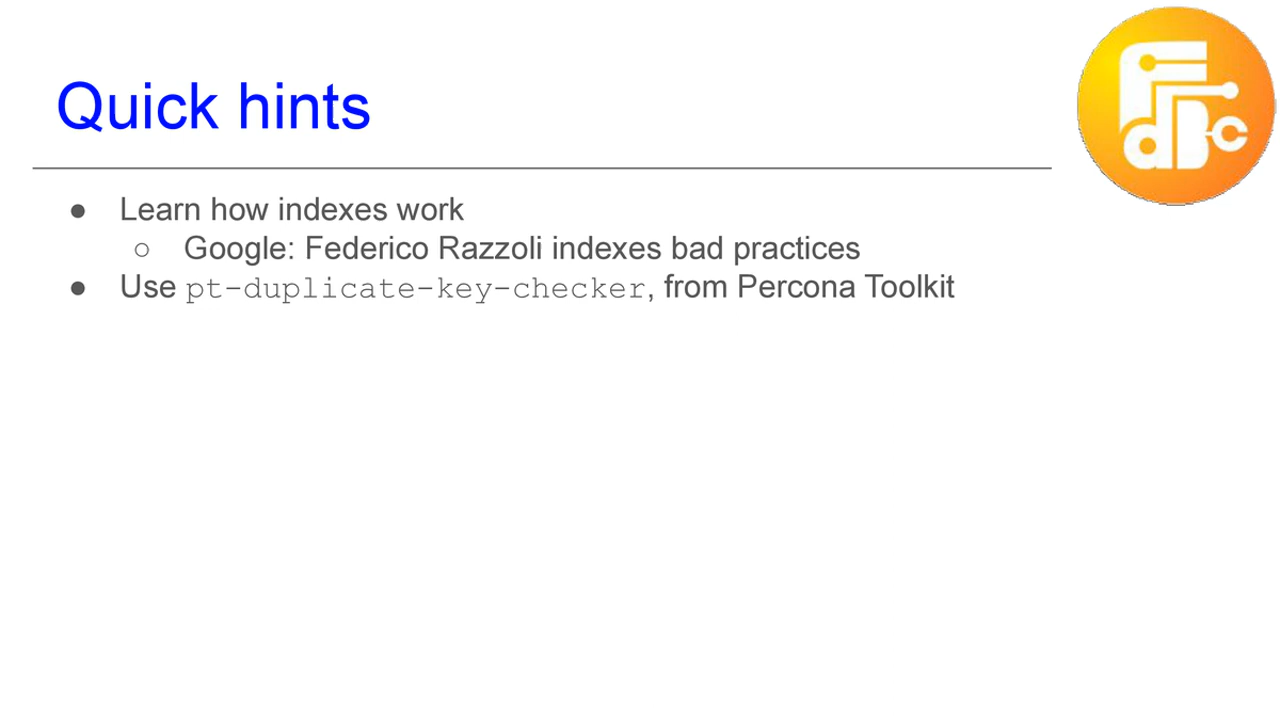 Quick hints
● Learn how indexes work
○ Google: Federico Razzoli indexes bad practices
● Use pt-duplicate-key-checker, from Percona Toolkit